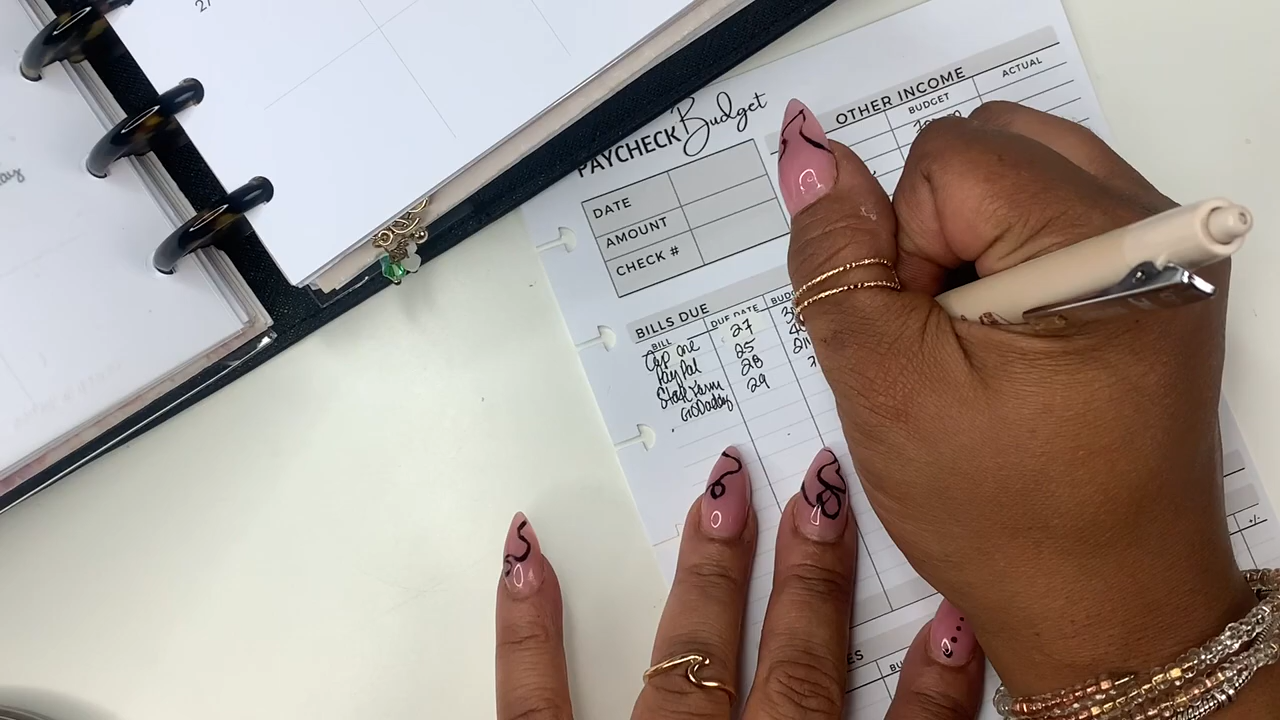 27
PAYCHECK Budget
DATE
AMOUNT
CHECK #
OTHER INCOME
BUDGET ACTUAL
BILLS DUE
BILL DUE DATE
Cap one 27
PayPal 25
State Farm 28
GoDaddy 29
+/-